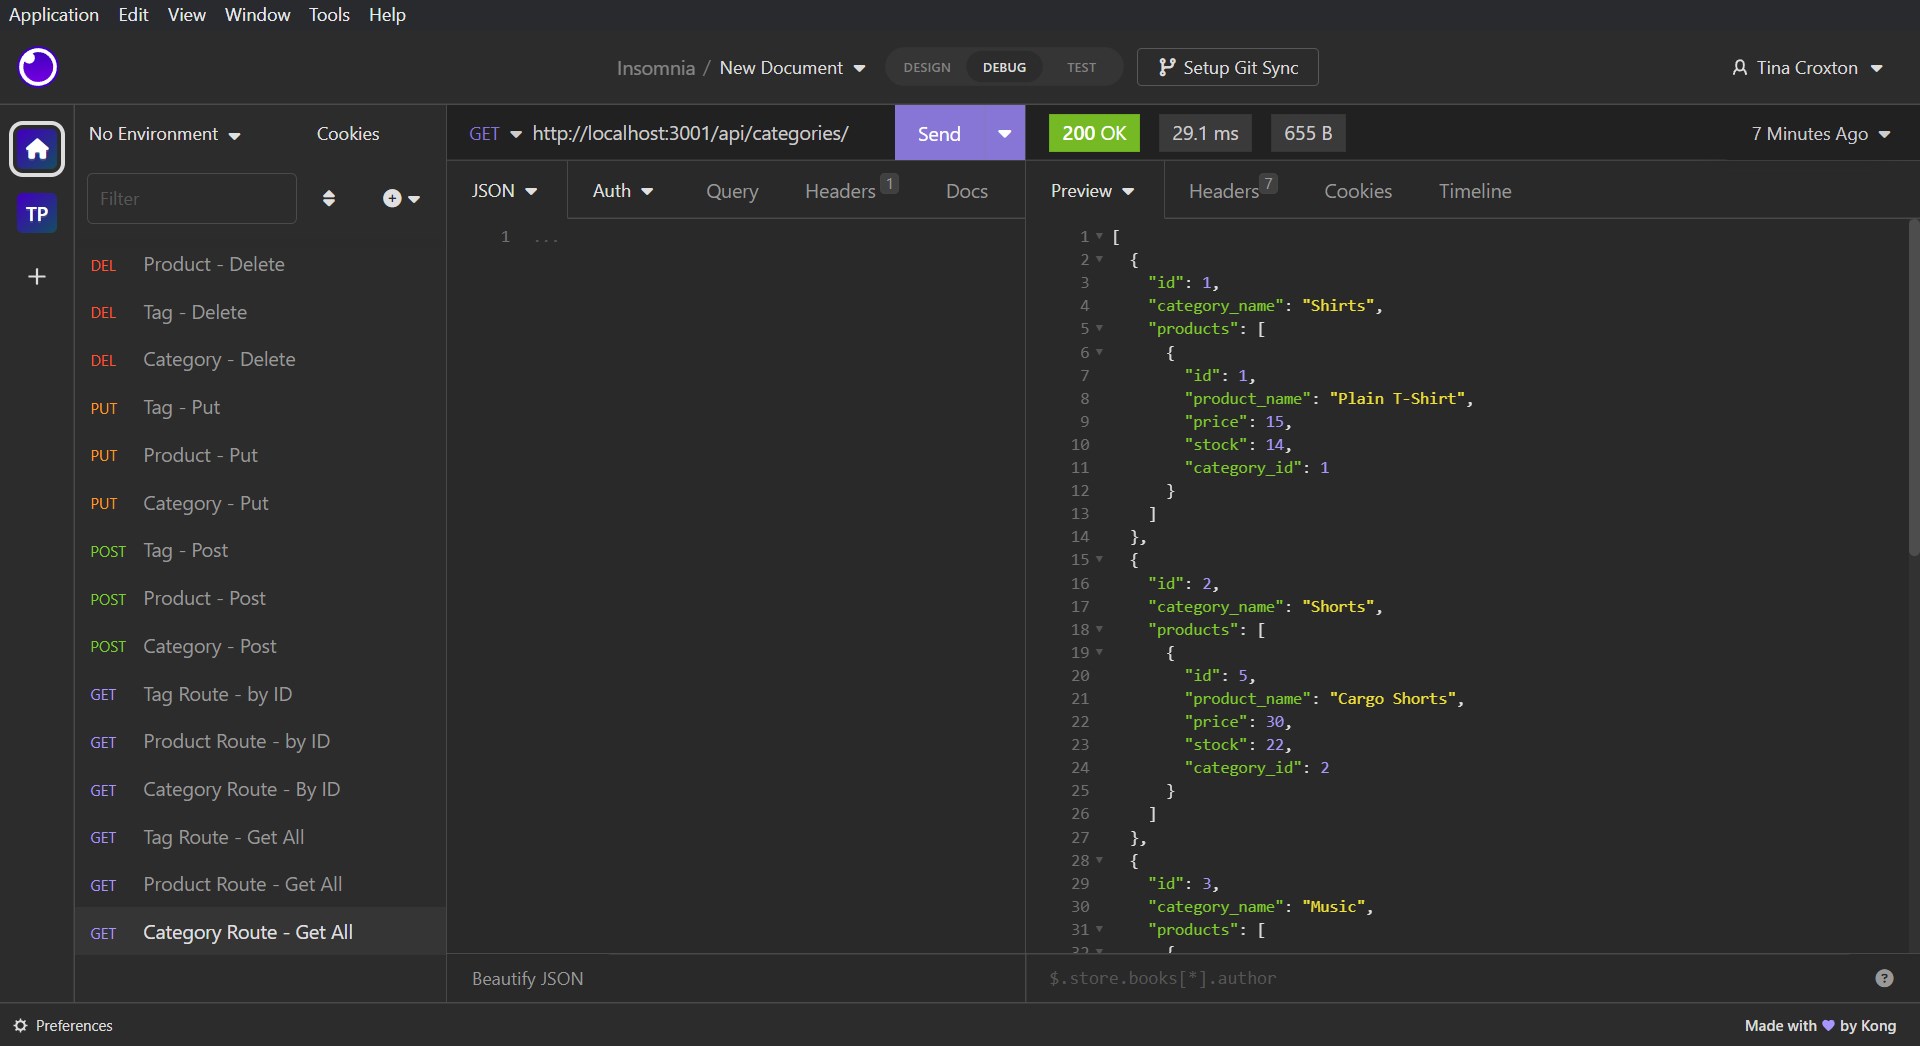 Application Edit View Window Tools Help
Insomnia / New Document DESIGN DEBUG TEST Setup Git Sync Tina Croxton
No Environment Cookies
TP
Filter
DEL Product - Delete
DEL Tag - Delete
DEL Category - Delete
PUT Tag - Put
PUT Product - Put
PUT Category - Put
POST Tag - Post
POST Product - Post
POST Category - Post
GET Tag Route - by ID
GET Product Route - by ID
GET Category Route - By ID
GET Tag Route - Get All
GET Product Route - Get All
GET Category Route - Get All
GET http://localhost:3001/api/categories/ Send
JSON Auth Query Headers 1 Docs
1 ...
Beautify JSON
200 OK 29.1 ms 655 B 7 Minutes Ago
Preview Headers 7 Cookies Timeline
1 [
2 {
3 "id": 1,
4 "category_name": "Shirts",
5 "products": [
6 {
7 "id": 1,
8 "product_name": "Plain T-Shirt",
9 "price": 15,
10 "stock": 14,
11 "category_id": 1
12 }
13 ]
14 },
15 {
16 "id": 2,
17 "category_name": "Shorts",
18 "products": [
19 {
20 "id": 5,
21 "product_name": "Cargo Shorts",
22 "price": 30,
23 "stock": 22,
24 "category_id": 2
25 }
26 ]
27 },
28 {
29 "id": 3,
30 "category_name": "Music",
31 "products": [
32 {
$.store.books[*].author ?
Preferences
Made with 💜 by Kong